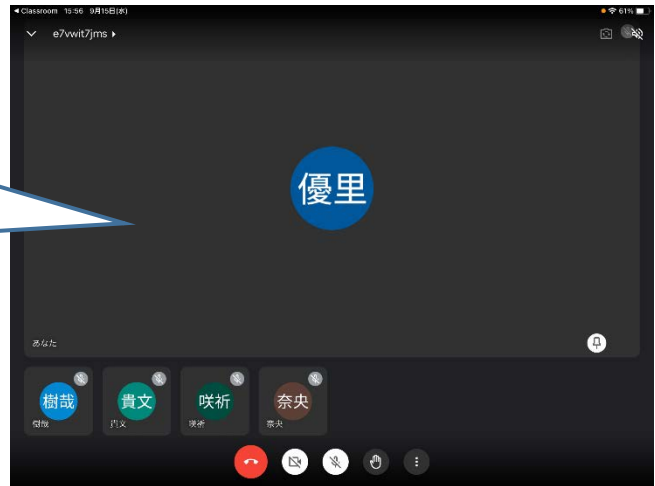 Classroom 15:56 9月15日(水) 61%
e7vwit7jms
優里
あなた
樹哉 貴文 咲祈 奈央
樹哉 貴文 咲祈 奈央